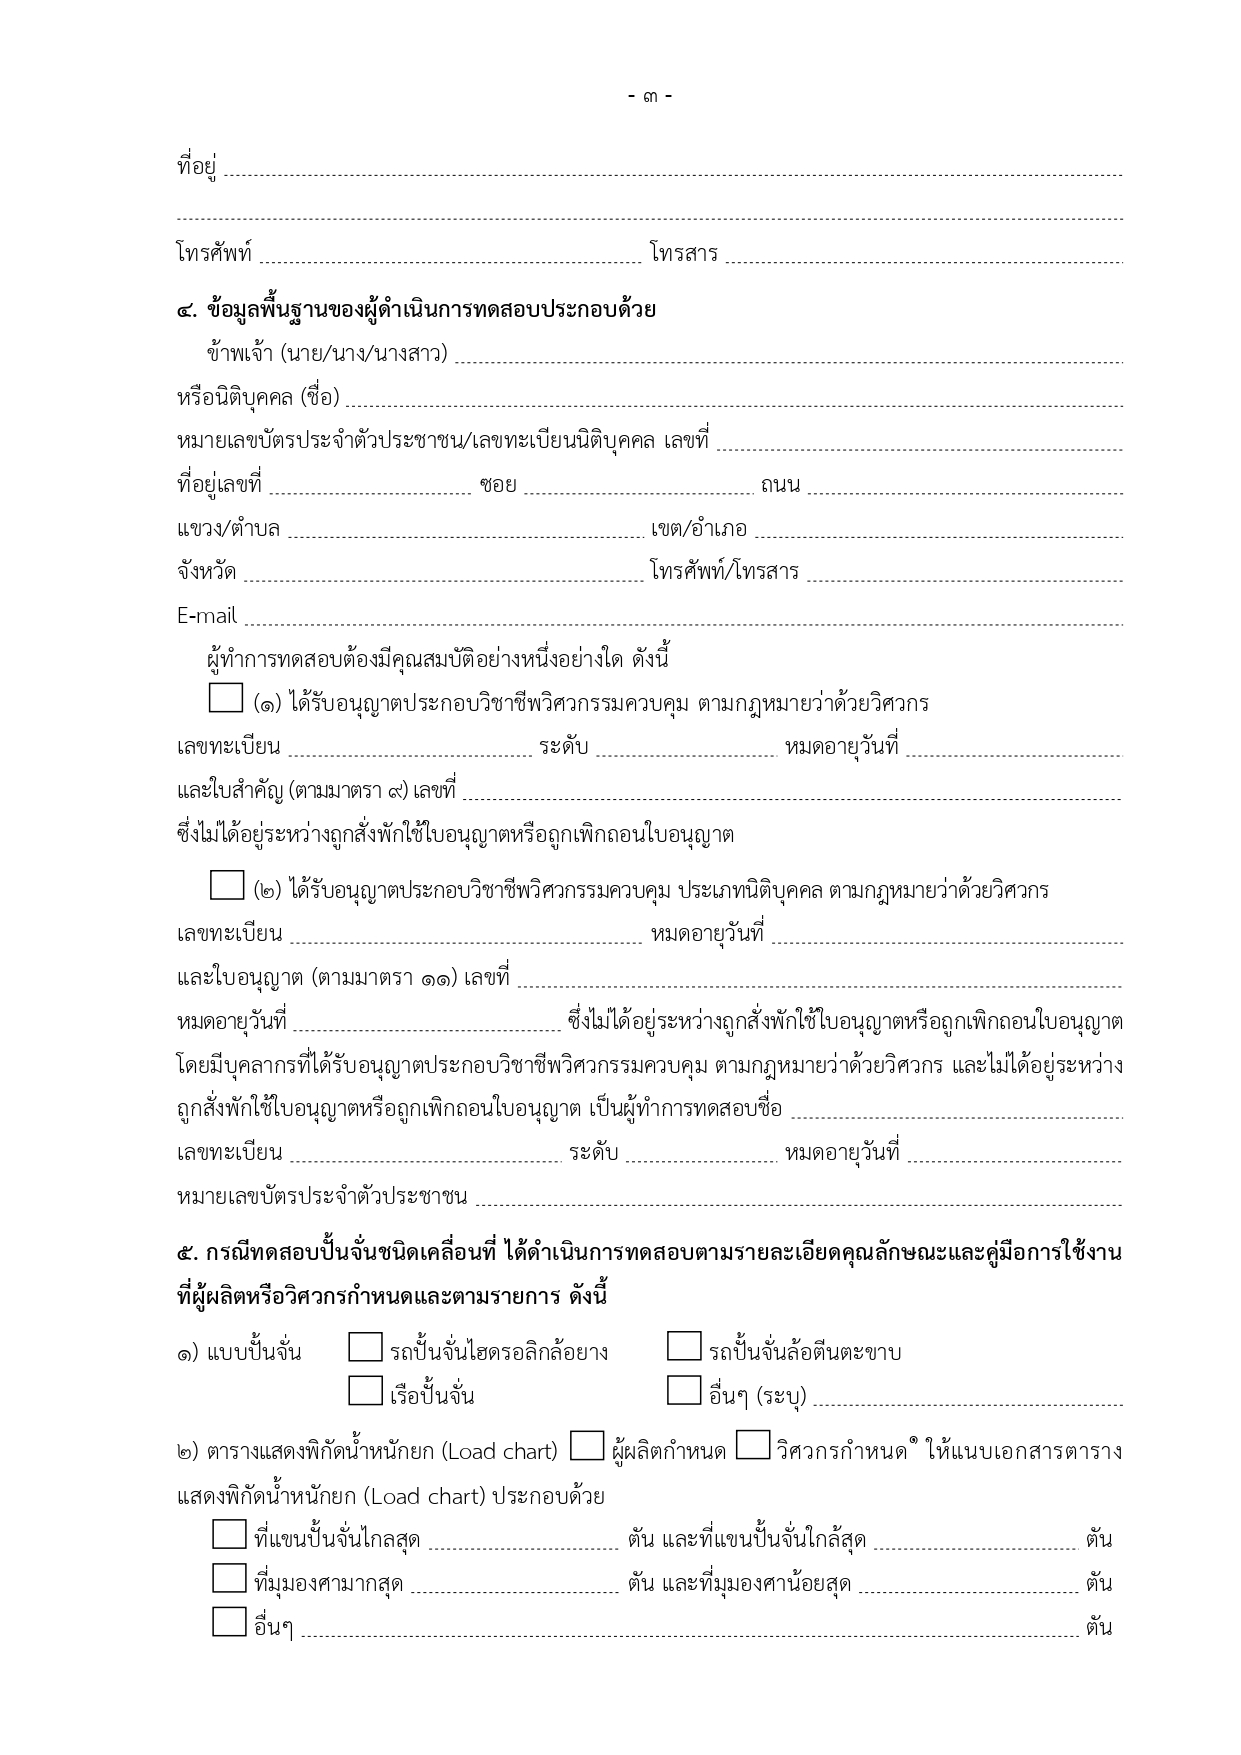 - ๓ -
ที่อยู่
โทรศัพท์ โทรสาร
๔. ข้อมูลพื้นฐานของผู้ดำเนินการทดสอบประกอบด้วย
ข้าพเจ้า (นาย/นาง/นางสาว)
หรือนิติบุคคล (ชื่อ)
หมายเลขบัตรประจำตัวประชาชน/เลขทะเบียนนิติบุคคล เลขที่
ที่อยู่เลขที่ ซอย ถนน
แขวง/ตำบล เขต/อำเภอ
จังหวัด โทรศัพท์/โทรสาร
E-mail
ผู้ทำการทดสอบต้องมีคุณสมบัติอย่างหนึ่งอย่างใด ดังนี้
(๑) ได้รับอนุญาตประกอบวิชาชีพวิศวกรรมควบคุม ตามกฎหมายว่าด้วยวิศวกร
เลขทะเบียน ระดับ หมดอายุวันที่
และใบสำคัญ (ตามมาตรา ๙) เลขที่
ซึ่งไม่ได้อยู่ระหว่างถูกสั่งพักใช้ใบอนุญาตหรือถูกเพิกถอนใบอนุญาต
(๒) ได้รับอนุญาตประกอบวิชาชีพวิศวกรรมควบคุม ประเภทนิติบุคคล ตามกฎหมายว่าด้วยวิศวกร
เลขทะเบียน หมดอายุวันที่
และใบอนุญาต (ตามมาตรา ๑๑) เลขที่
หมดอายุวันที่ ซึ่งไม่ได้อยู่ระหว่างถูกสั่งพักใช้ใบอนุญาตหรือถูกเพิกถอนใบอนุญาต
โดยมีบุคลากรที่ได้รับอนุญาตประกอบวิชาชีพวิศวกรรมควบคุม ตามกฎหมายว่าด้วยวิศวกร และไม่ได้อยู่ระหว่าง
ถูกสั่งพักใช้ใบอนุญาตหรือถูกเพิกถอนใบอนุญาต เป็นผู้ทำการทดสอบชื่อ
เลขทะเบียน ระดับ หมดอายุวันที่
หมายเลขบัตรประจำตัวประชาชน
๕. กรณีทดสอบปั้นจั่นชนิดเคลื่อนที่ ได้ดำเนินการทดสอบตามรายละเอียดคุณลักษณะและคู่มือการใช้งาน
ที่ผู้ผลิตหรือวิศวกรกำหนดและตามรายการ ดังนี้
๑) แบบปั้นจั่น รถปั้นจั่นไฮดรอลิกล้อยาง รถปั้นจั่นล้อตีนตะขาบ
เรือปั้นจั่น อื่นๆ (ระบุ)
๒) ตารางแสดงพิกัดน้ำหนักยก (Load chart) ผู้ผลิตกำหนด วิศวกรกำหนด๑ ให้แนบเอกสารตาราง
แสดงพิกัดน้ำหนักยก (Load chart) ประกอบด้วย
ที่แขนปั้นจั่นไกลสุด ตัน และที่แขนปั้นจั่นใกล้สุด ตัน
ที่มุมองศามากสุด ตัน และที่มุมองศาน้อยสุด ตัน
อื่นๆ ตัน